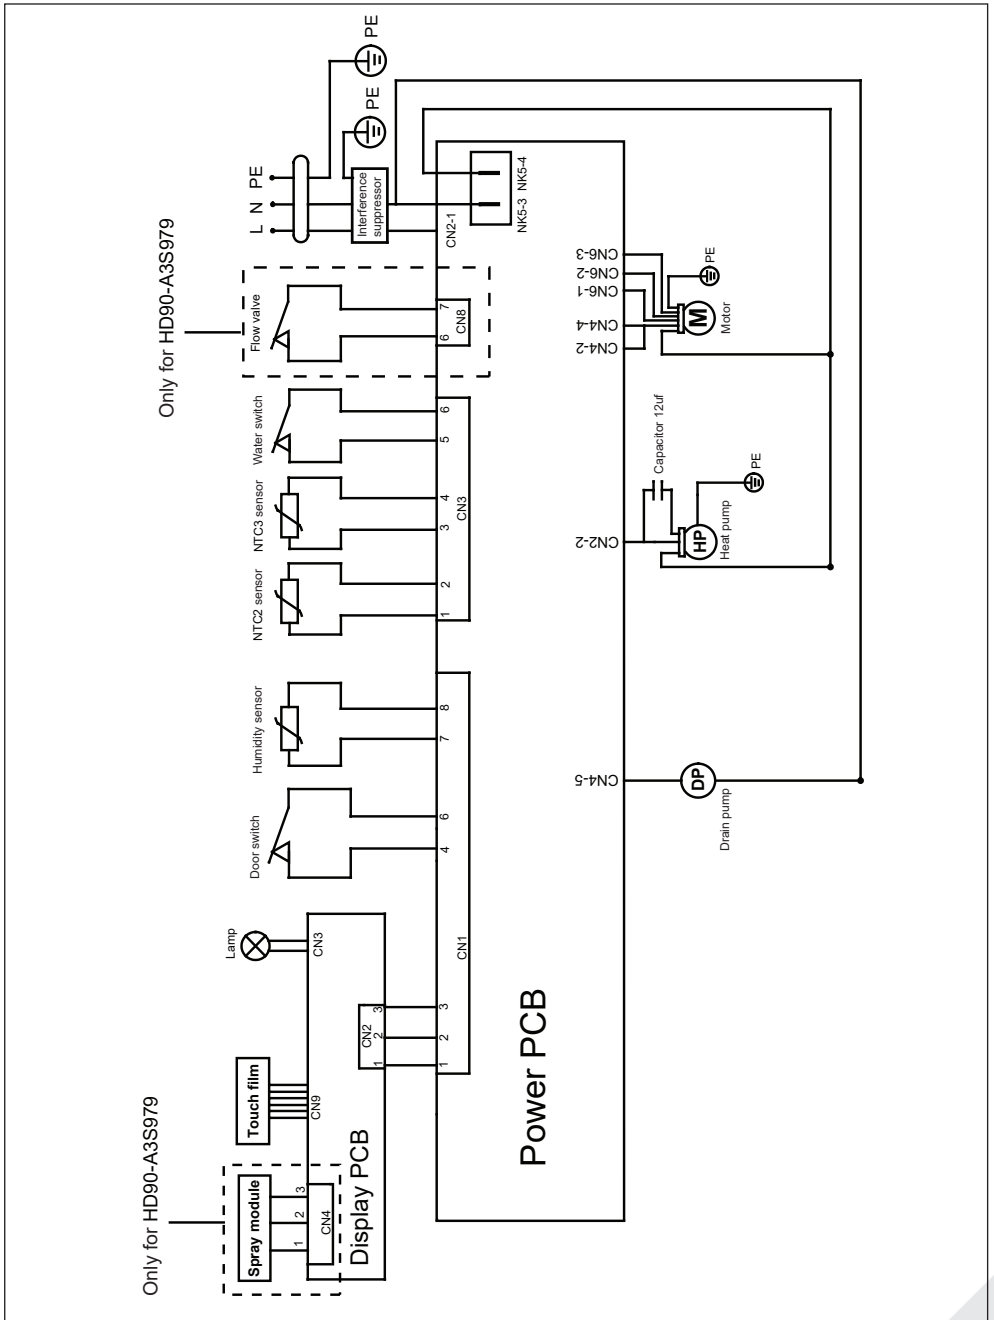 Only for HD90-A3S979
Spray module
1
2
3
CN4
Touch film
CN9
Lamp
CN3
Display PCB
CN2
1
2
3
Door switch
Humidity sensor
NTC2 sensor
NTC3 sensor
Water switch
Only for HD90-A3S979
Flow valve
6
7
CN8
L N PE
Interference
suppressor
PE
PE
1
2
3
4
6
7
8
CN1
1
2
3
4
5
6
CN3
CN2-1
NK5-3 NK5-4
Power PCB
CN4-5
CN2-2
CN4-2
CN4-4
CN6-1
CN6-2
CN6-3
DP
Drain pump
HP
Heat pump
Capacitor 12uf
PE
M
Motor
PE